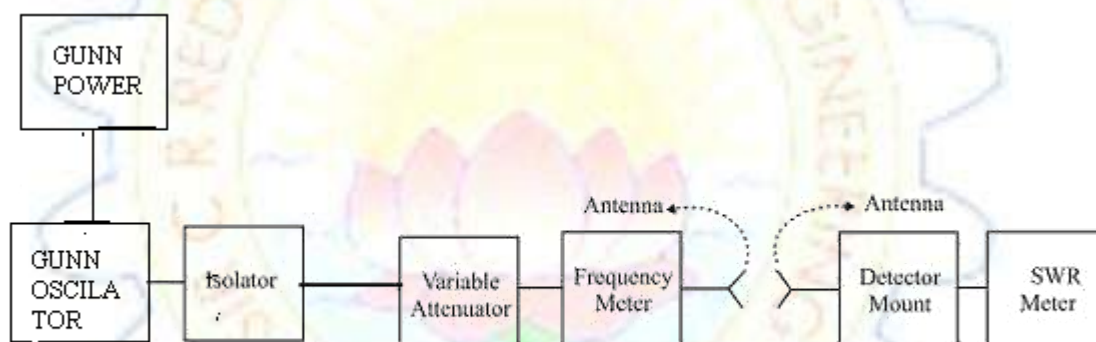 GUNN
POWER
Antenna
Antenna
GUNN
OSCILA
TOR
Isolator
Variable
Attenuator
Frequency
Meter
Detector
Mount
SWR
Meter